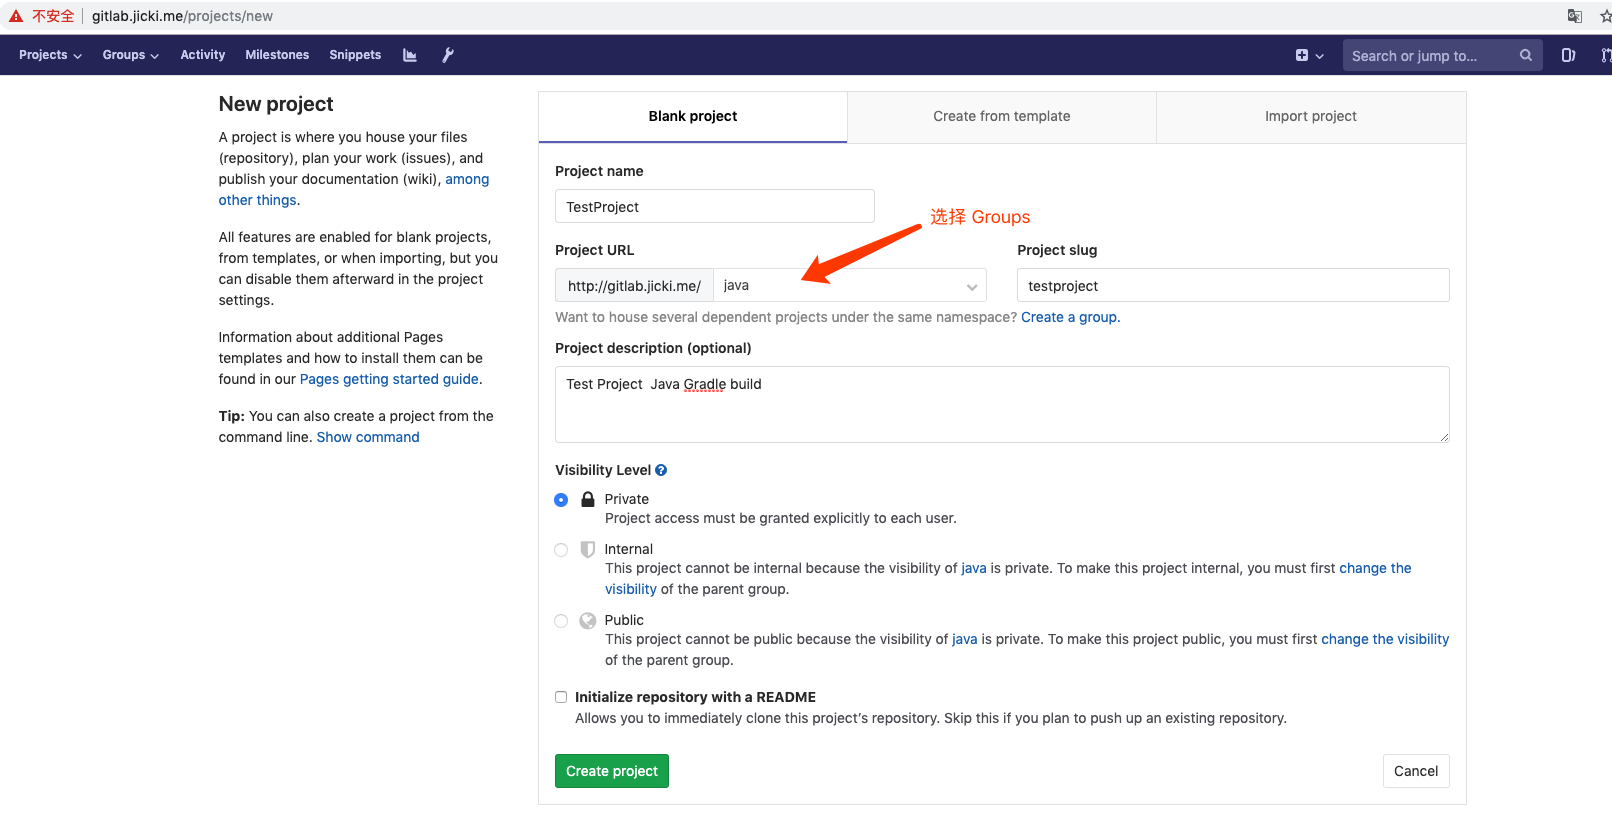 不安全 gitlab.jicki.me/projects/new
Projects Groups Activity Milestones Snippets Search or jump to...
New project
A project is where you house your files
(repository), plan your work (issues), and
publish your documentation (wiki), among
other things.
All features are enabled for blank projects,
from templates, or when importing, but you
can disable them afterward in the project
settings.
Information about additional Pages
templates and how to install them can be
found in our Pages getting started guide.
Tip: You can also create a project from the
command line. Show command
Blank project Create from template Import project
Project name
TestProject
选择 Groups
Project URL Project slug
http://gitlab.jicki.me/ java testproject
Want to house several dependent projects under the same namespace? Create a group.
Project description (optional)
Test Project  Java Gradle build
Visibility Level
Private
Project access must be granted explicitly to each user.
Internal
This project cannot be internal because the visibility of java is private. To make this project internal, you must first change the
visibility of the parent group.
Public
This project cannot be public because the visibility of java is private. To make this project public, you must first change the visibility
of the parent group.
Initialize repository with a README
Allows you to immediately clone this project’s repository. Skip this if you plan to push up an existing repository.
Create project Cancel